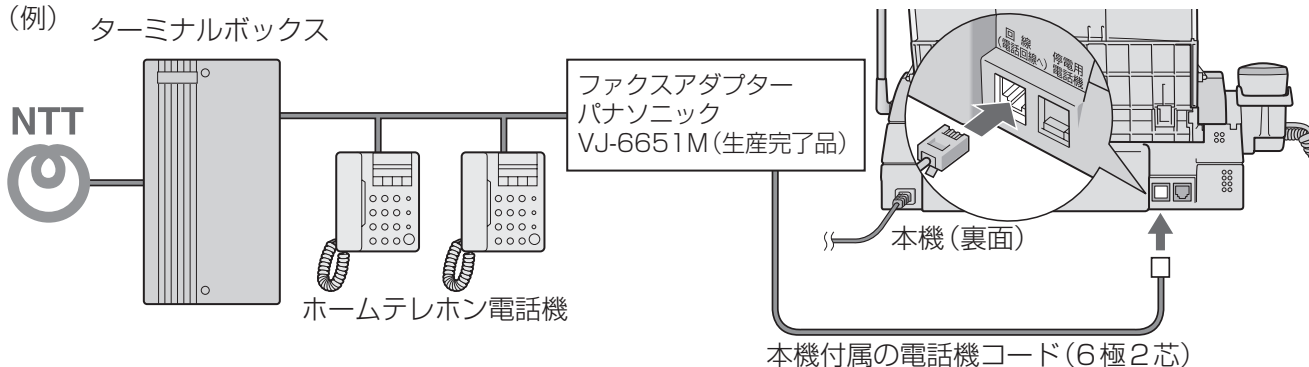 (例)
ターミナルボックス
NTT
ファクスアダプター
パナソニック
VJ-6651M(生産完了品)
ホームテレホン電話機
回線
(電話回線へ)
停電用
電話機
本機(裏面)
本機付属の電話機コード(6極2芯)